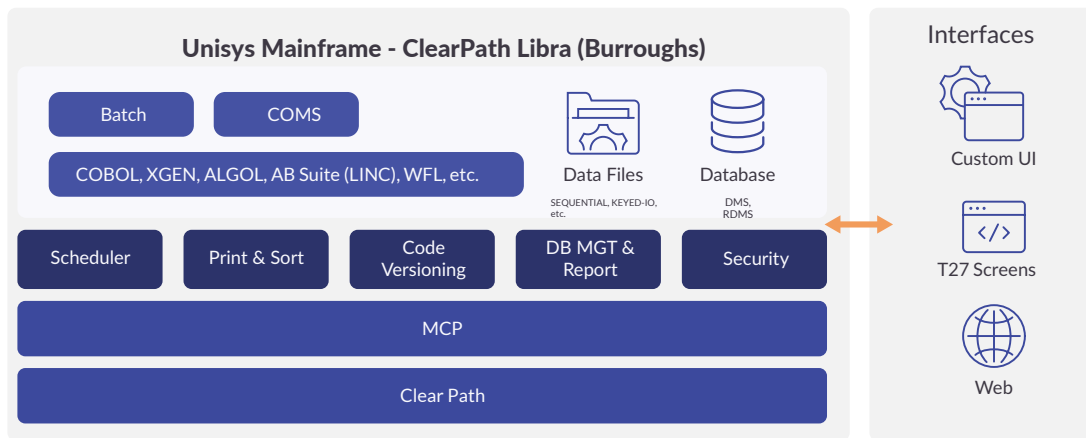 Unisys Mainframe - ClearPath Libra (Burroughs)
Batch
COMS
COBOL, XGEN, ALGOL, AB Suite (LINC), WFL, etc.
Data Files
SEQUENTIAL, KEYED-IO,
etc.
Database
DMS,
RDMS
Scheduler
Print & Sort
Code
Versioning
DB MGT &
Report
Security
MCP
Clear Path
Interfaces
Custom UI
</>
T27 Screens
Web